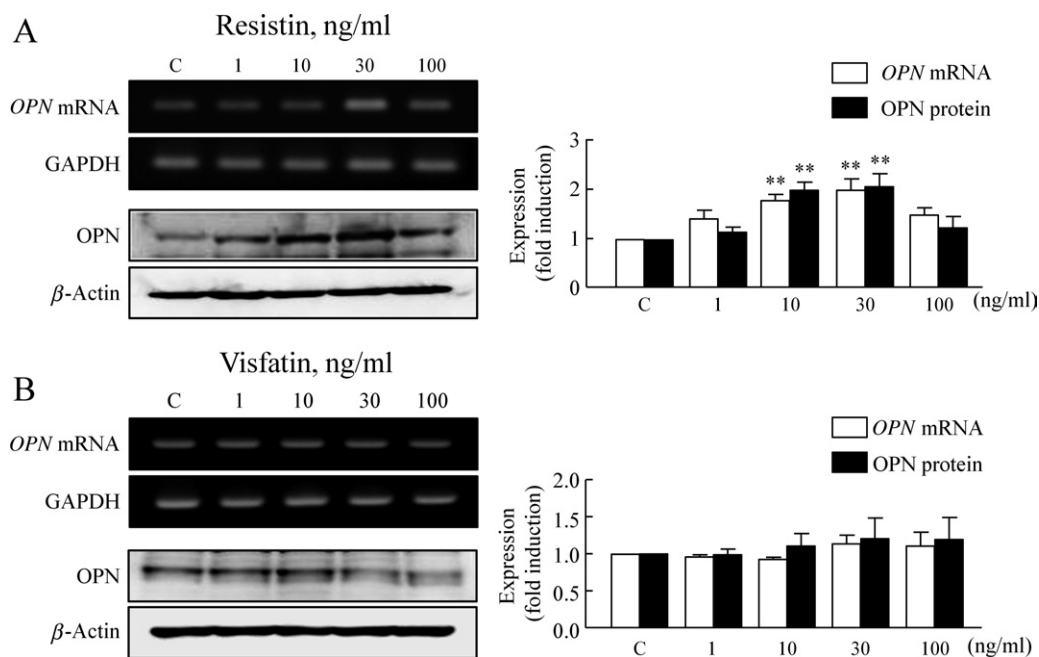 A
Resistin, ng/ml
C 1 10 30 100
OPN mRNA
GAPDH
OPN
β-Actin
OPN mRNA
OPN protein
Expression
(fold induction)
3
2
1
0
** ** ** **
C 1 10 30 100 (ng/ml)
B
Visfatin, ng/ml
C 1 10 30 100
OPN mRNA
GAPDH
OPN
β-Actin
OPN mRNA
OPN protein
Expression
(fold induction)
2.0
1.5
1.0
0.5
0.0
C 1 10 30 100 (ng/ml)